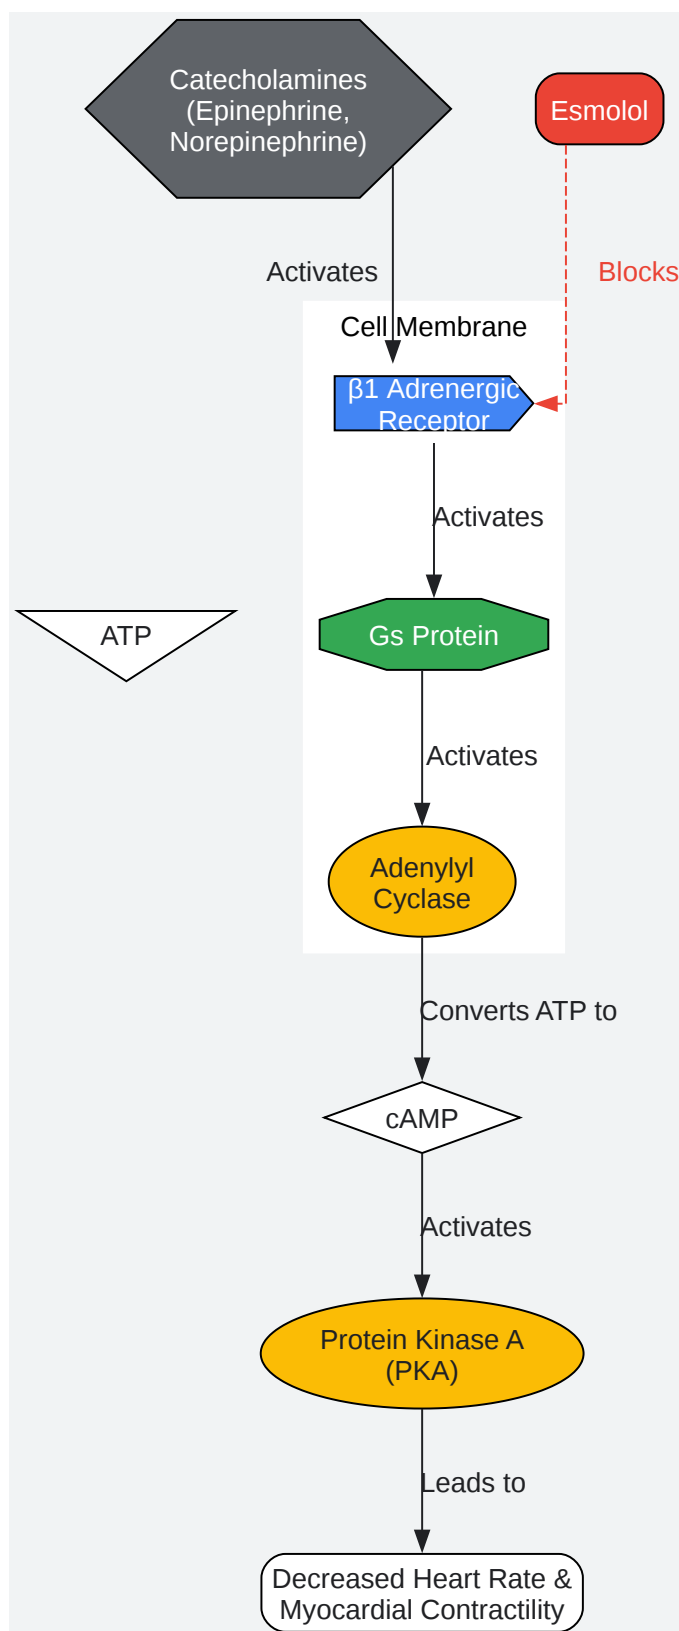 Catecholamines
(Epinephrine,
Norepinephrine)
Esmolol
Activates
Blocks
Cell Membrane
β1 Adrenergic
Receptor
Activates
ATP
Gs Protein
Activates
Adenylyl
Cyclase
Converts ATP to
cAMP
Activates
Protein Kinase A
(PKA)
Leads to
Decreased Heart Rate &
Myocardial Contractility